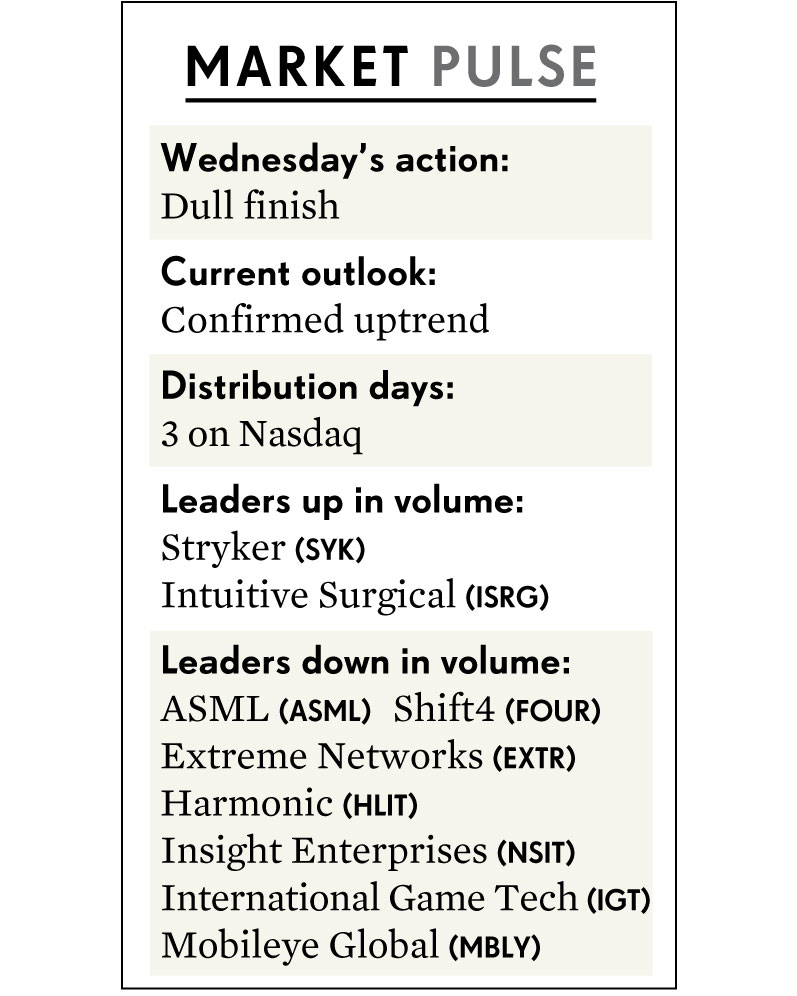 MARKET PULSE
Wednesday’s action:
Dull finish
Current outlook:
Confirmed uptrend
Distribution days:
3 on Nasdaq
Leaders up in volume:
Stryker (SYK)
Intuitive Surgical (ISRG)
Leaders down in volume:
ASML (ASML) Shift4 (FOUR)
Extreme Networks (EXTR)
Harmonic (HLIT)
Insight Enterprises (NSIT)
International Game Tech (IGT)
Mobileye Global (MBLY)